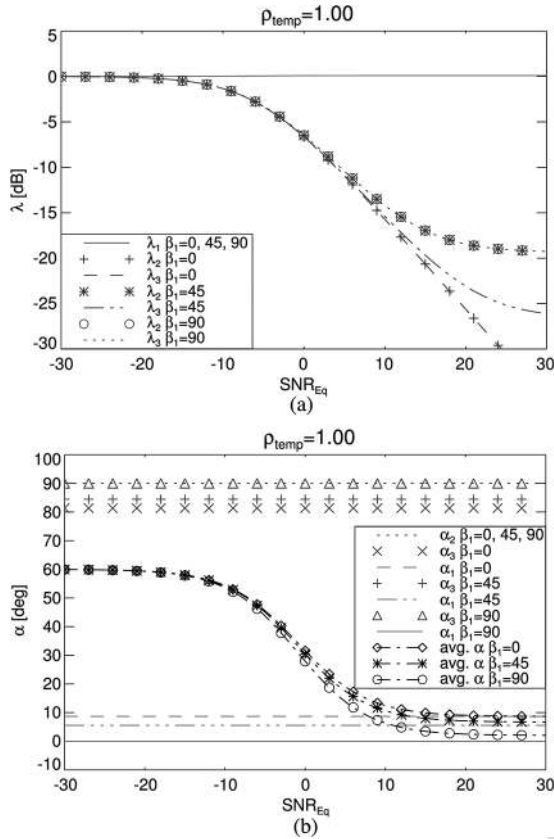 ρtemp=1.00
5
0
-5
-10
-15
-20
-25
-30
λ [dB]
λ1 β1=0, 45, 90
λ2 β1=0
λ3 β1=0
λ2 β1=45
λ3 β1=45
λ2 β1=90
λ3 β1=90
-30 -20 -10 0 10 20 30
SNREq
(a)
ρtemp=1.00
100
90
80
70
60
50
40
30
20
10
0
-10
α [deg]
α2 β1=0, 45, 90
α3 β1=0
α1 β1=0
α3 β1=45
α1 β1=45
α3 β1=90
α1 β1=90
avg. α β1=0
avg. α β1=45
avg. α β1=90
-30 -20 -10 0 10 20 30
SNREq
(b)